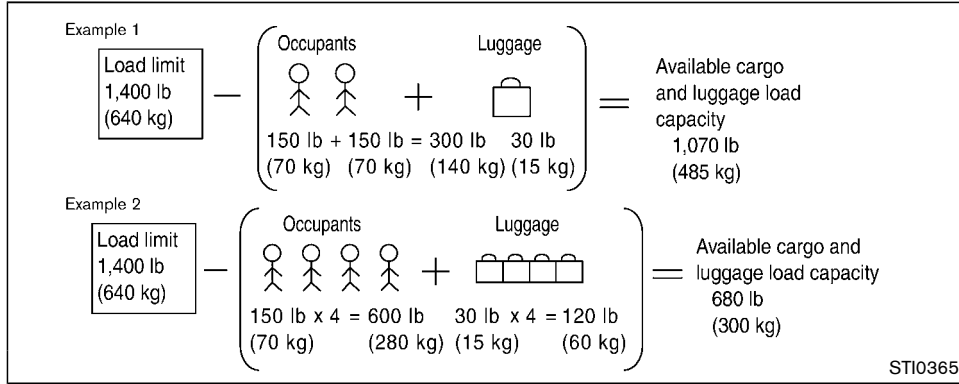 Example 1
Load limit
1,400 lb
(640 kg)
−
Occupants
+
Luggage
150 lb + 150 lb = 300 lb 30 lb
(70 kg) (70 kg) (140 kg) (15 kg)
=
Available cargo
and luggage load
capacity
1,070 lb
(485 kg)
Example 2
Load limit
1,400 lb
(640 kg)
−
Occupants
+
Luggage
150 lb x 4 = 600 lb 30 lb x 4 = 120 lb
(70 kg) (280 kg) (15 kg) (60 kg)
=
Available cargo and
luggage load capacity
680 lb
(300 kg)
STI0365